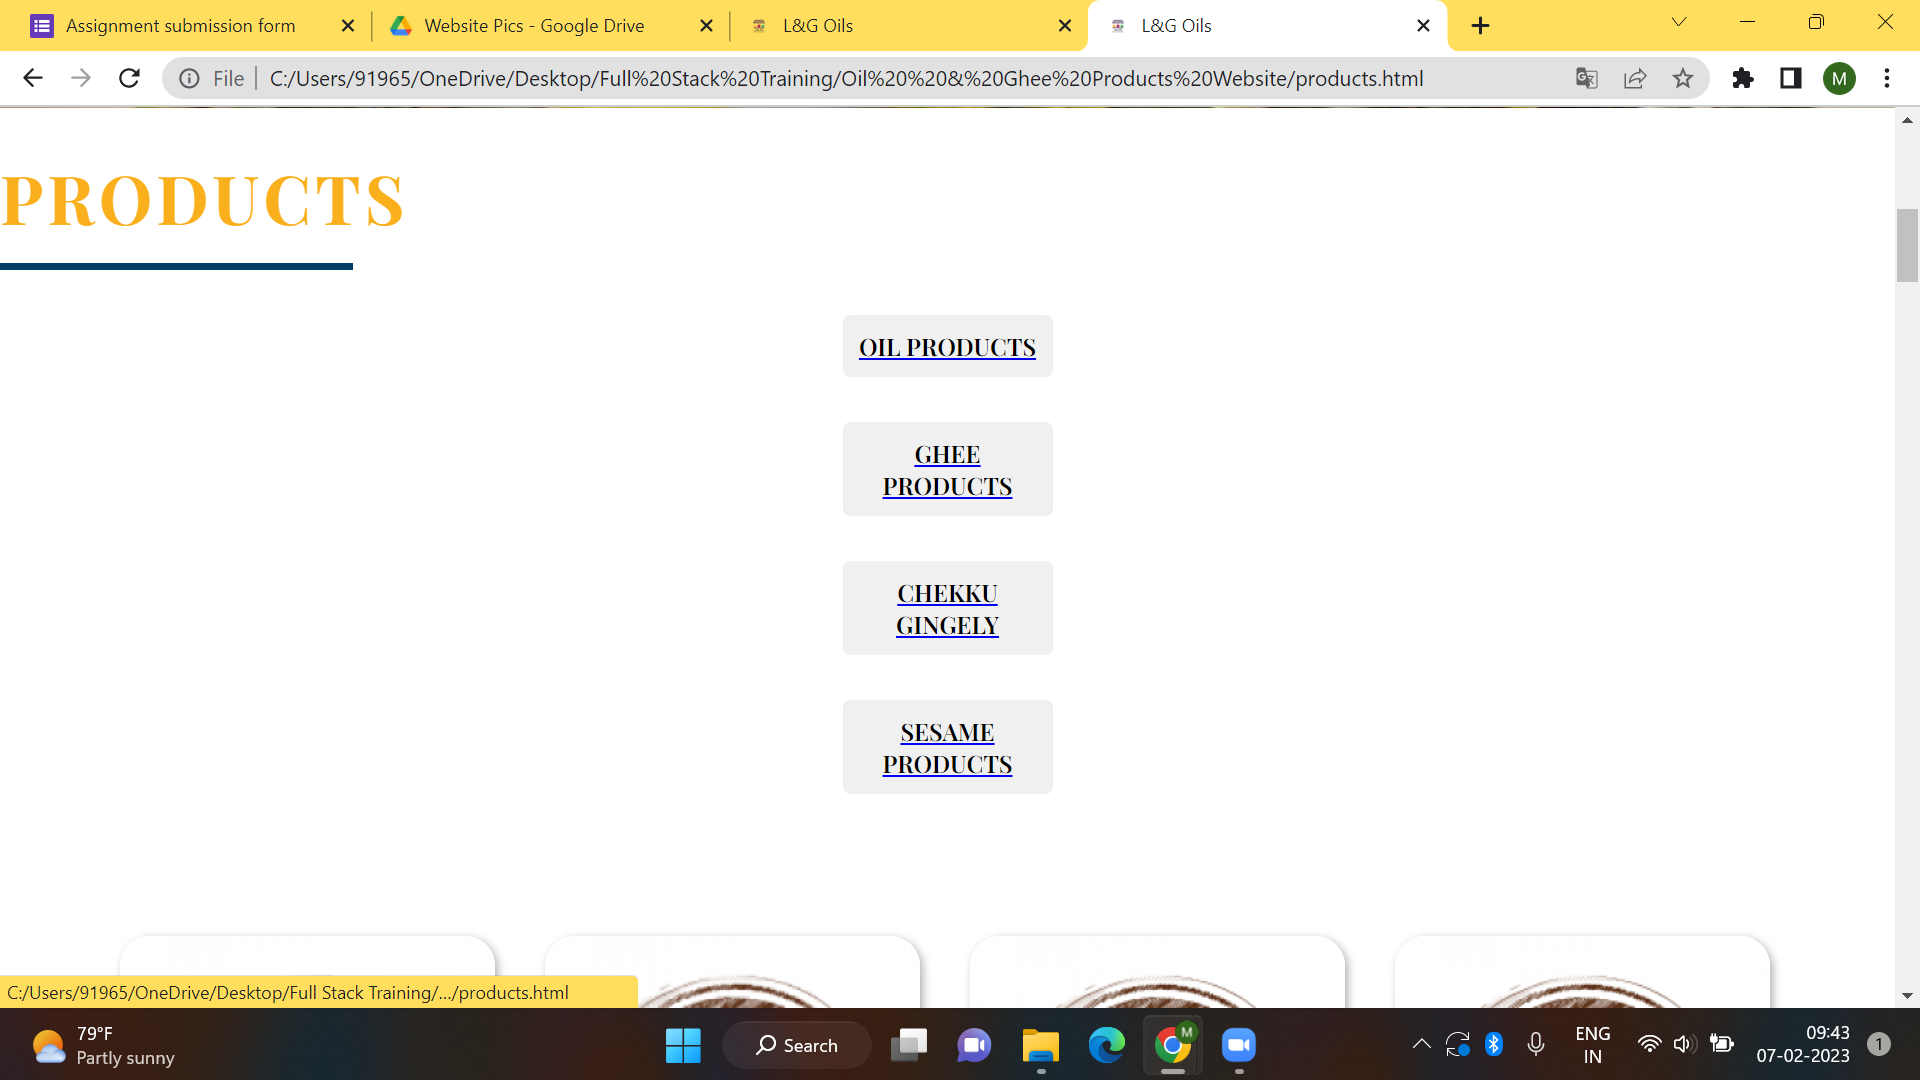 Assignment submission form
Website Pics - Google Drive
L&G Oils
L&G Oils
File
C:/Users/91965/OneDrive/Desktop/Full%20Stack%20Training/Oil%20%20&%20Ghee%20Products%20Website/products.html
M
PRODUCTS
OIL PRODUCTS
GHEE
PRODUCTS
CHEKKU
GINGELY
SESAME
PRODUCTS
C:/Users/91965/OneDrive/Desktop/Full Stack Training/.../products.html
79°F
Partly sunny
Search
M
ENG
IN
09:43
07-02-2023
1